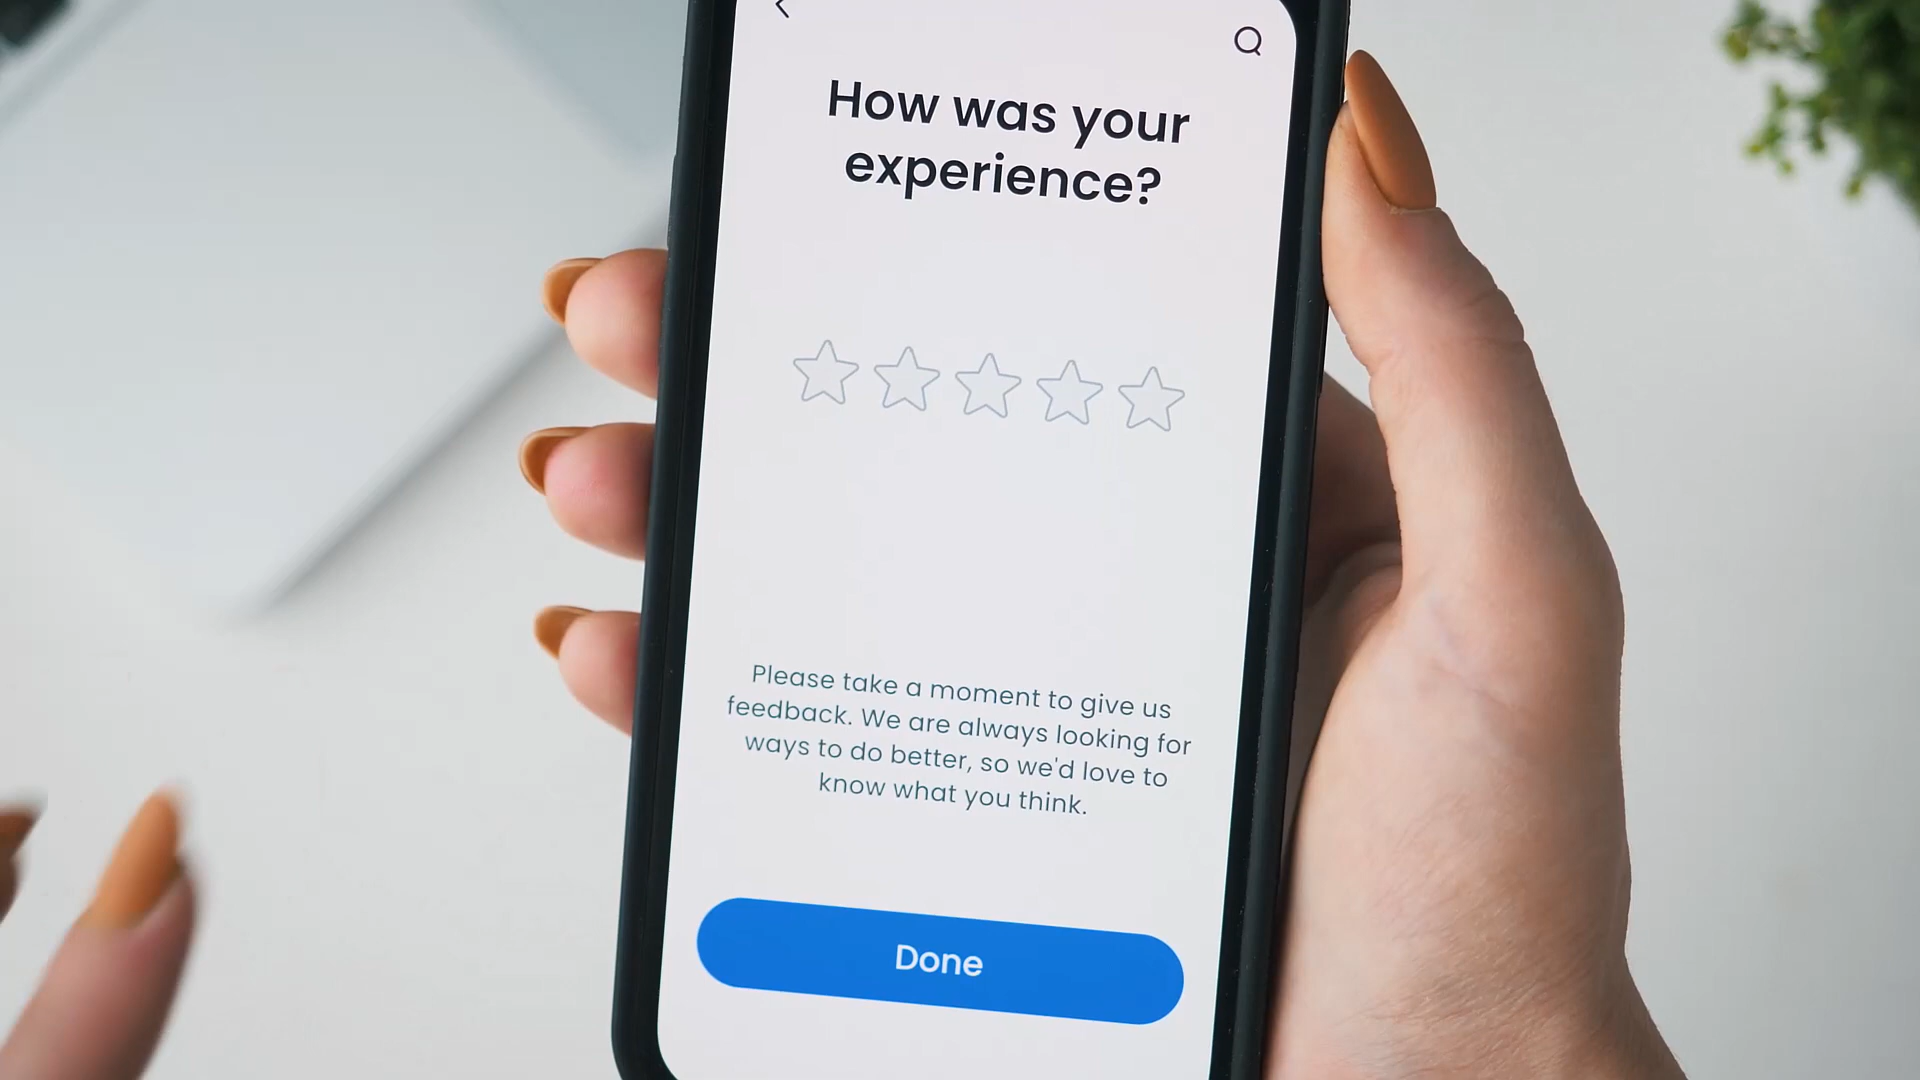 How was your
experience?
Please take a moment to give us
feedback. We are always looking for
ways to do better, so we'd love to
know what you think.
Done